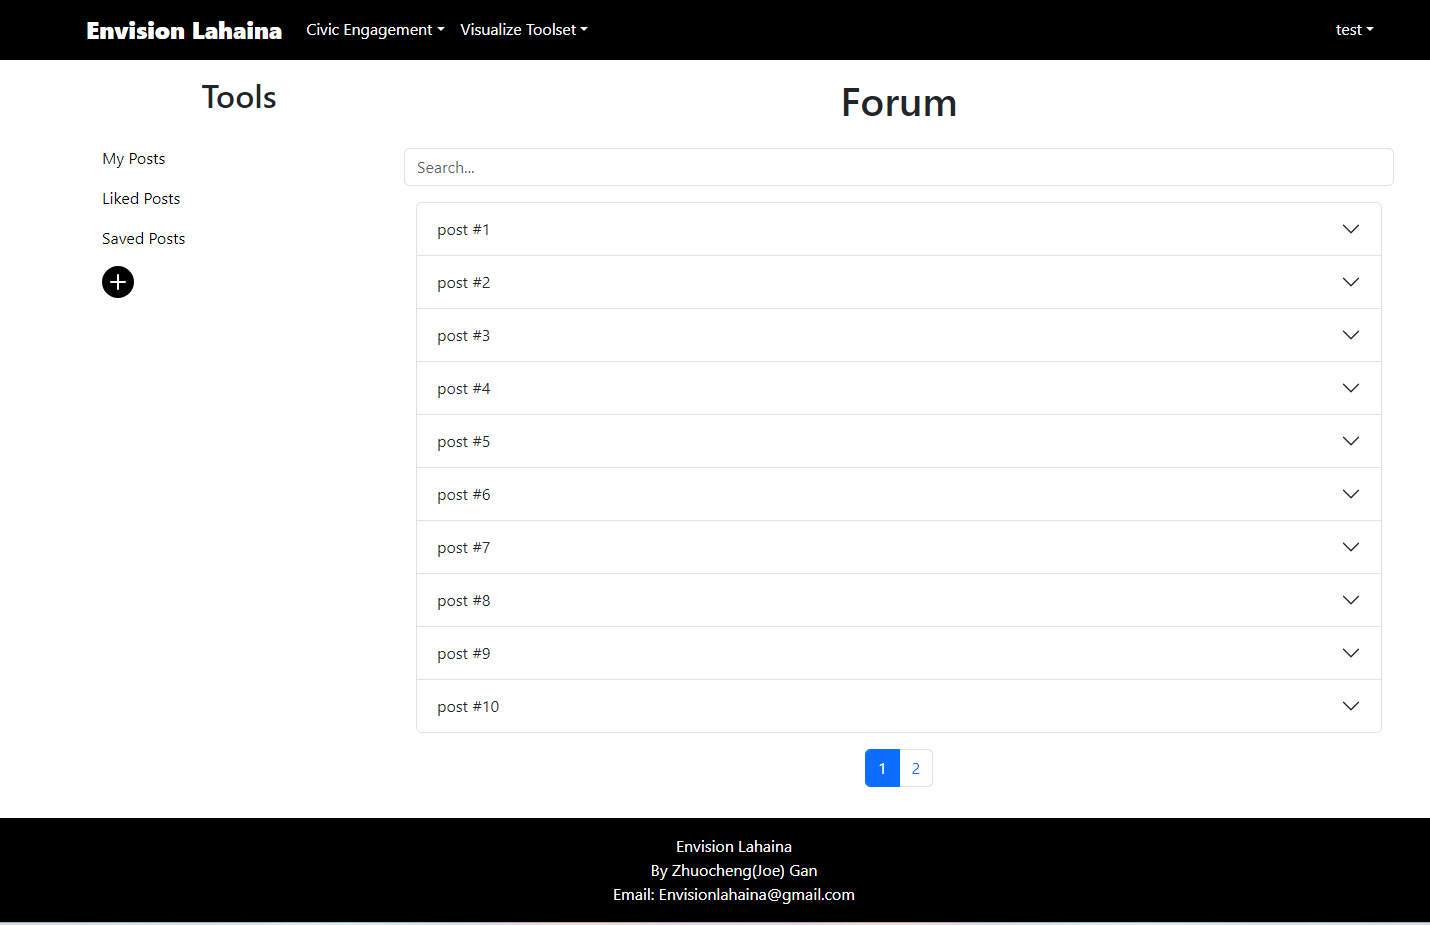 Envision Lahaina Civic Engagement Visualize Toolset test
Tools
My Posts
Liked Posts
Saved Posts
Forum
Search...
post #1
post #2
post #3
post #4
post #5
post #6
post #7
post #8
post #9
post #10
1 2
Envision Lahaina
By Zhuocheng(Joe) Gan
Email: Envisionlahaina@gmail.com